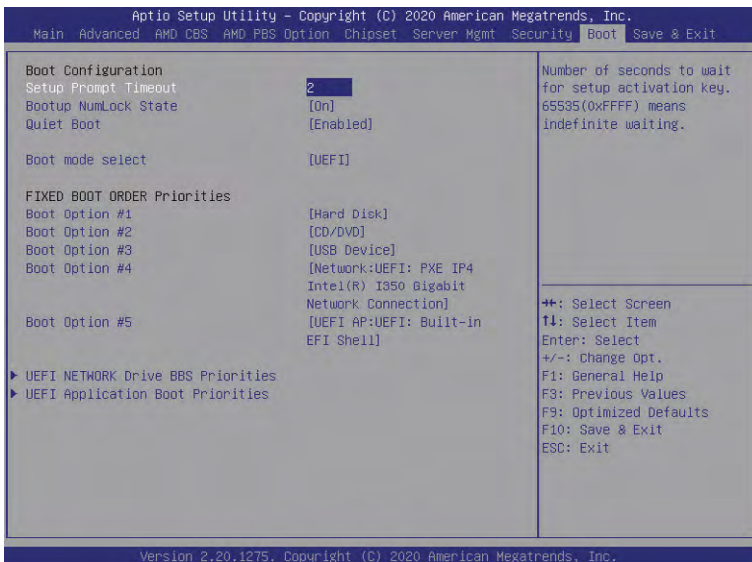 Aptio Setup Utility – Copyright (C) 2020 American Megatrends, Inc.
Main Advanced AMD CBS AMD PBS Option Chipset Server Mgmt Security Boot Save & Exit
Boot Configuration
Setup Prompt Timeout 2
Bootup NumLock State [On]
Quiet Boot [Enabled]
Boot mode select [UEFI]
FIXED BOOT ORDER Priorities
Boot Option #1 [Hard Disk]
Boot Option #2 [CD/DVD]
Boot Option #3 [USB Device]
Boot Option #4 [Network:UEFI: PXE IP4
Intel(R) I350 Gigabit
Network Connection]
Boot Option #5 [UEFI AP:UEFI: Built-in
EFI Shell]
▶ UEFI NETWORK Drive BBS Priorities
▶ UEFI Application Boot Priorities
Number of seconds to wait
for setup activation key.
65535(0xFFFF) means
indefinite waiting.
→←: Select Screen
↑↓: Select Item
Enter: Select
+/-: Change Opt.
F1: General Help
F3: Previous Values
F9: Optimized Defaults
F10: Save & Exit
ESC: Exit
Version 2.20.1275. Copyright (C) 2020 American Megatrends, Inc.